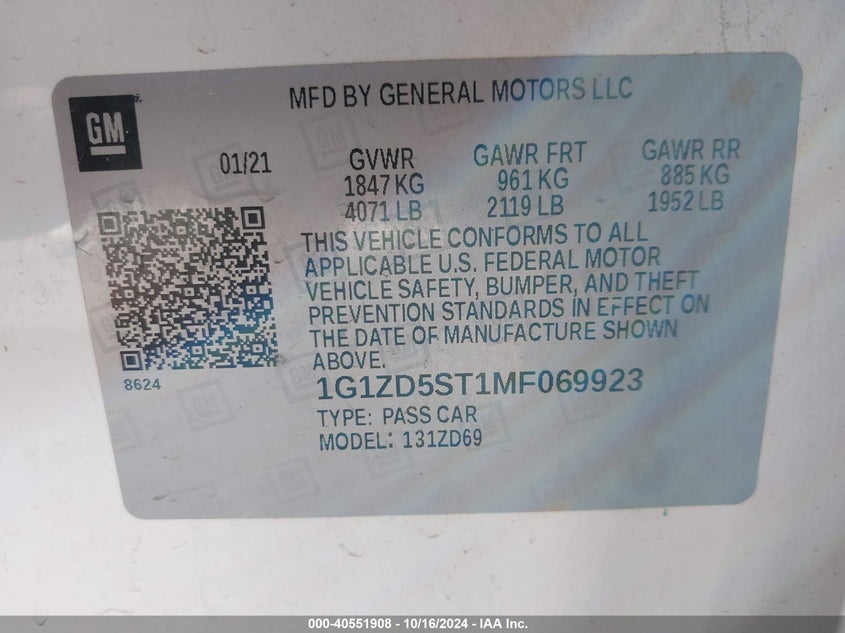 MFD BY GENERAL MOTORS LLC
GM
01/21 GVWR GAWR FRT GAWR RR
1847 KG 961 KG 885 KG
4071 LB 2119 LB 1952 LB
THIS VEHICLE CONFORMS TO ALL
APPLICABLE U.S. FEDERAL MOTOR
VEHICLE SAFETY, BUMPER, AND THEFT
PREVENTION STANDARDS IN EFFECT ON
THE DATE OF MANUFACTURE SHOWN
ABOVE.
8624
1G1ZD5ST1MF069923
TYPE: PASS CAR
MODEL: 131ZD69
000-40551908 - 10/16/2024 - IAA Inc.